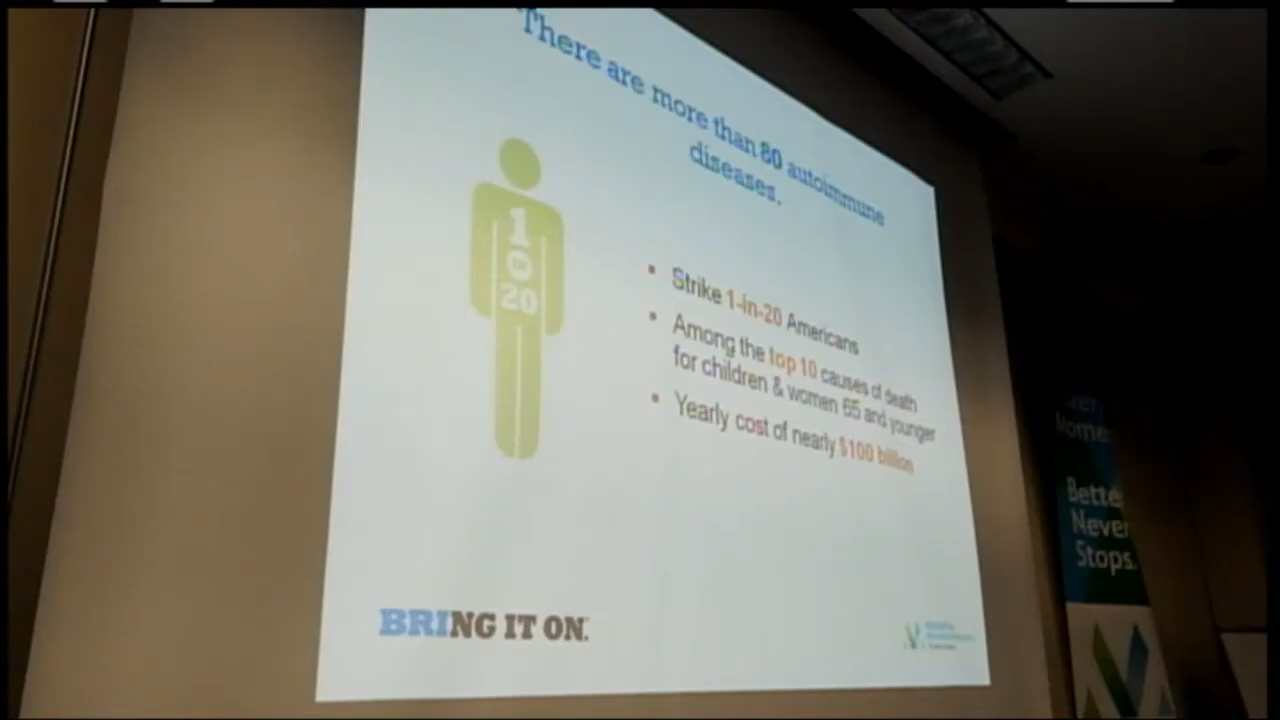 There are more than 80 autoimmune
diseases.
1
IN
20
Strike 1-in-20 Americans
Among the top 10 causes of death
for children & women 65 and younger
Yearly cost of nearly $100 billion
BRING IT ON.
Bette
Never
Stops.